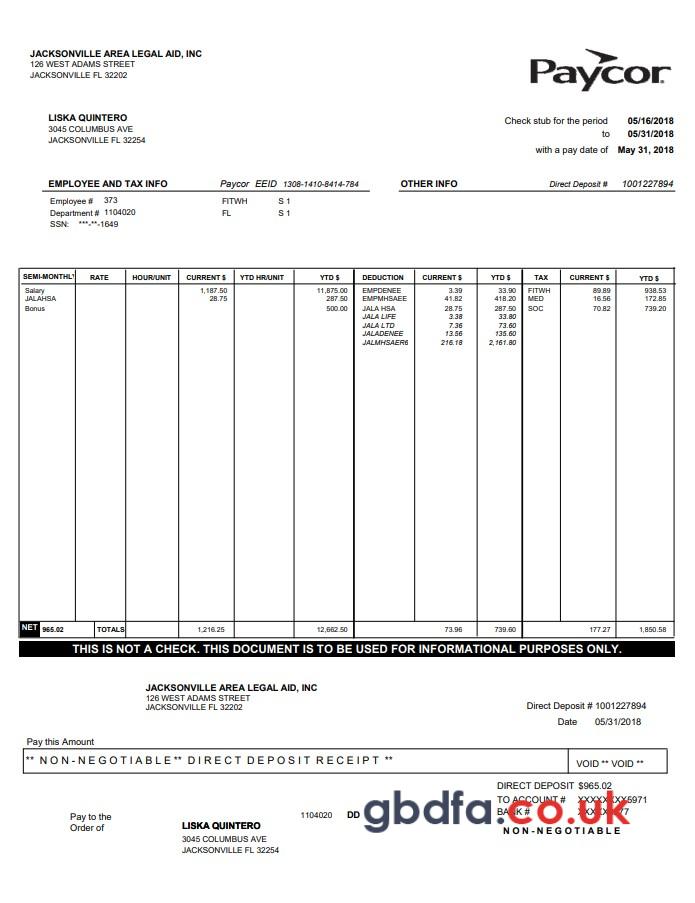 JACKSONVILLE AREA LEGAL AID, INC
126 WEST ADAMS STREET
JACKSONVILLE FL 32202
Paycor
LISKA QUINTERO
3045 COLUMBUS AVE
JACKSONVILLE FL 32254
Check stub for the period 05/16/2018
to 05/31/2018
with a pay date of May 31, 2018
EMPLOYEE AND TAX INFO Paycor EEID 1308-1410-8414-784 OTHER INFO Direct Deposit # 1001227894
Employee # 373 FITWH S 1
Department # 1104020 FL S 1
SSN: ***-**-1649
SEMI-MONTHLY RATE HOUR/UNIT CURRENT $ YTD HR/UNIT YTD $ DEDUCTION CURRENT $ YTD $ TAX CURRENT $ YTD $
Salary 1,187.50 11,875.00 EMPDENEE 3.39 33.90 FITWH 89.89 938.53
JALAHSA 28.75 287.50 EMPMHSAEE 41.82 418.20 MED 16.56 172.85
Bonus 500.00 JALA HSA 28.75 287.50 SOC 70.82 739.20
JALA LIFE 3.38 33.80
JALA LTD 7.36 73.60
JALADENEE 13.56 135.60
JALMHSAER6 216.18 2,161.80
NET 965.02 TOTALS 1,216.25 12,662.50 73.96 739.60 177.27 1,850.58
THIS IS NOT A CHECK. THIS DOCUMENT IS TO BE USED FOR INFORMATIONAL PURPOSES ONLY.
JACKSONVILLE AREA LEGAL AID, INC
126 WEST ADAMS STREET
JACKSONVILLE FL 32202
Direct Deposit # 1001227894
Date 05/31/2018
Pay this Amount
** NON-NEGOTIABLE ** DIRECT DEPOSIT RECEIPT ** VOID ** VOID **
DIRECT DEPOSIT $965.02
TO ACCOUNT # XXXXXXXX5971
BANK #
NON-NEGOTIABLE
Pay to the
Order of
1104020 DD
LISKA QUINTERO
3045 COLUMBUS AVE
JACKSONVILLE FL 32254
gbdfa.co.uk